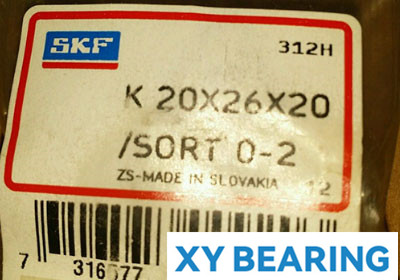 SKF
312H
K 20X26X20
/SORT 0-2
ZS-MADE IN SLOVAKIA 12
7 316577
XY BEARING